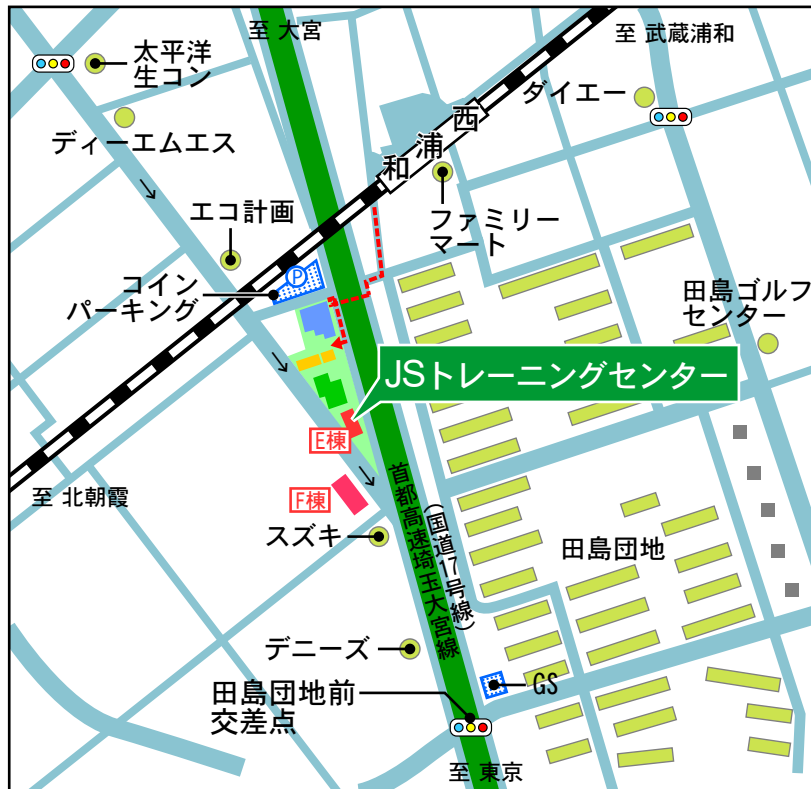 至 大宮
至 武蔵浦和
太平洋
生コン
ダイエー
ディーエムエス
西浦和
エコ計画
ファミリー
マート
コイン
パーキング
P
田島ゴルフ
センター
JSトレーニングセンター
E棟
至 北朝霞
F棟
スズキ
首都高速埼玉大宮線
(国道17号線)
田島団地
デニーズ
GS
田島団地前
交差点
至 東京